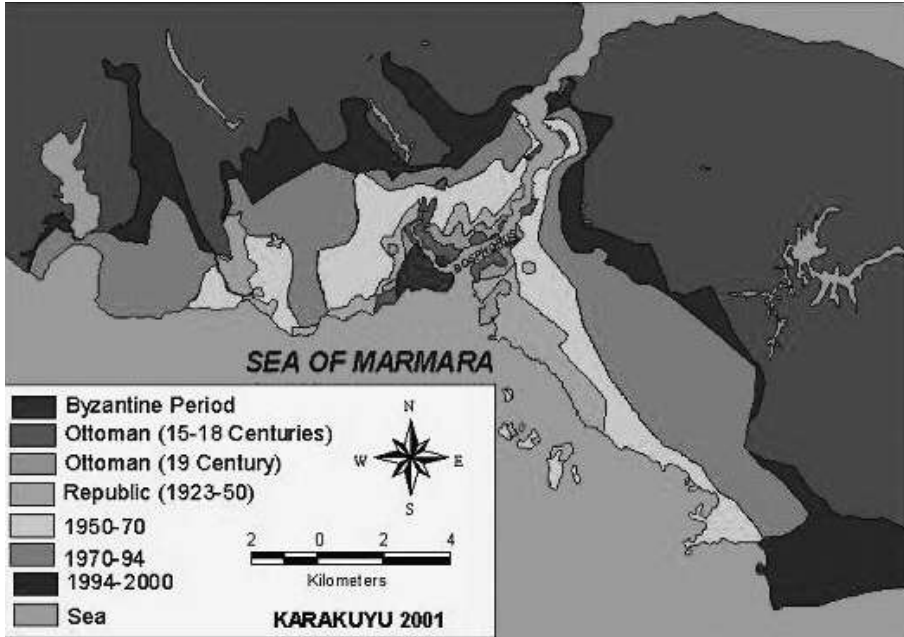 BOSPHORUS
SEA OF MARMARA
Byzantine Period
Ottoman (15-18 Centuries)
Ottoman (19 Century)
Republic (1923-50)
1950-70
1970-94
1994-2000
Sea
N
W E
S
2 0 2 4
Kilometers
KARAKUYU 2001